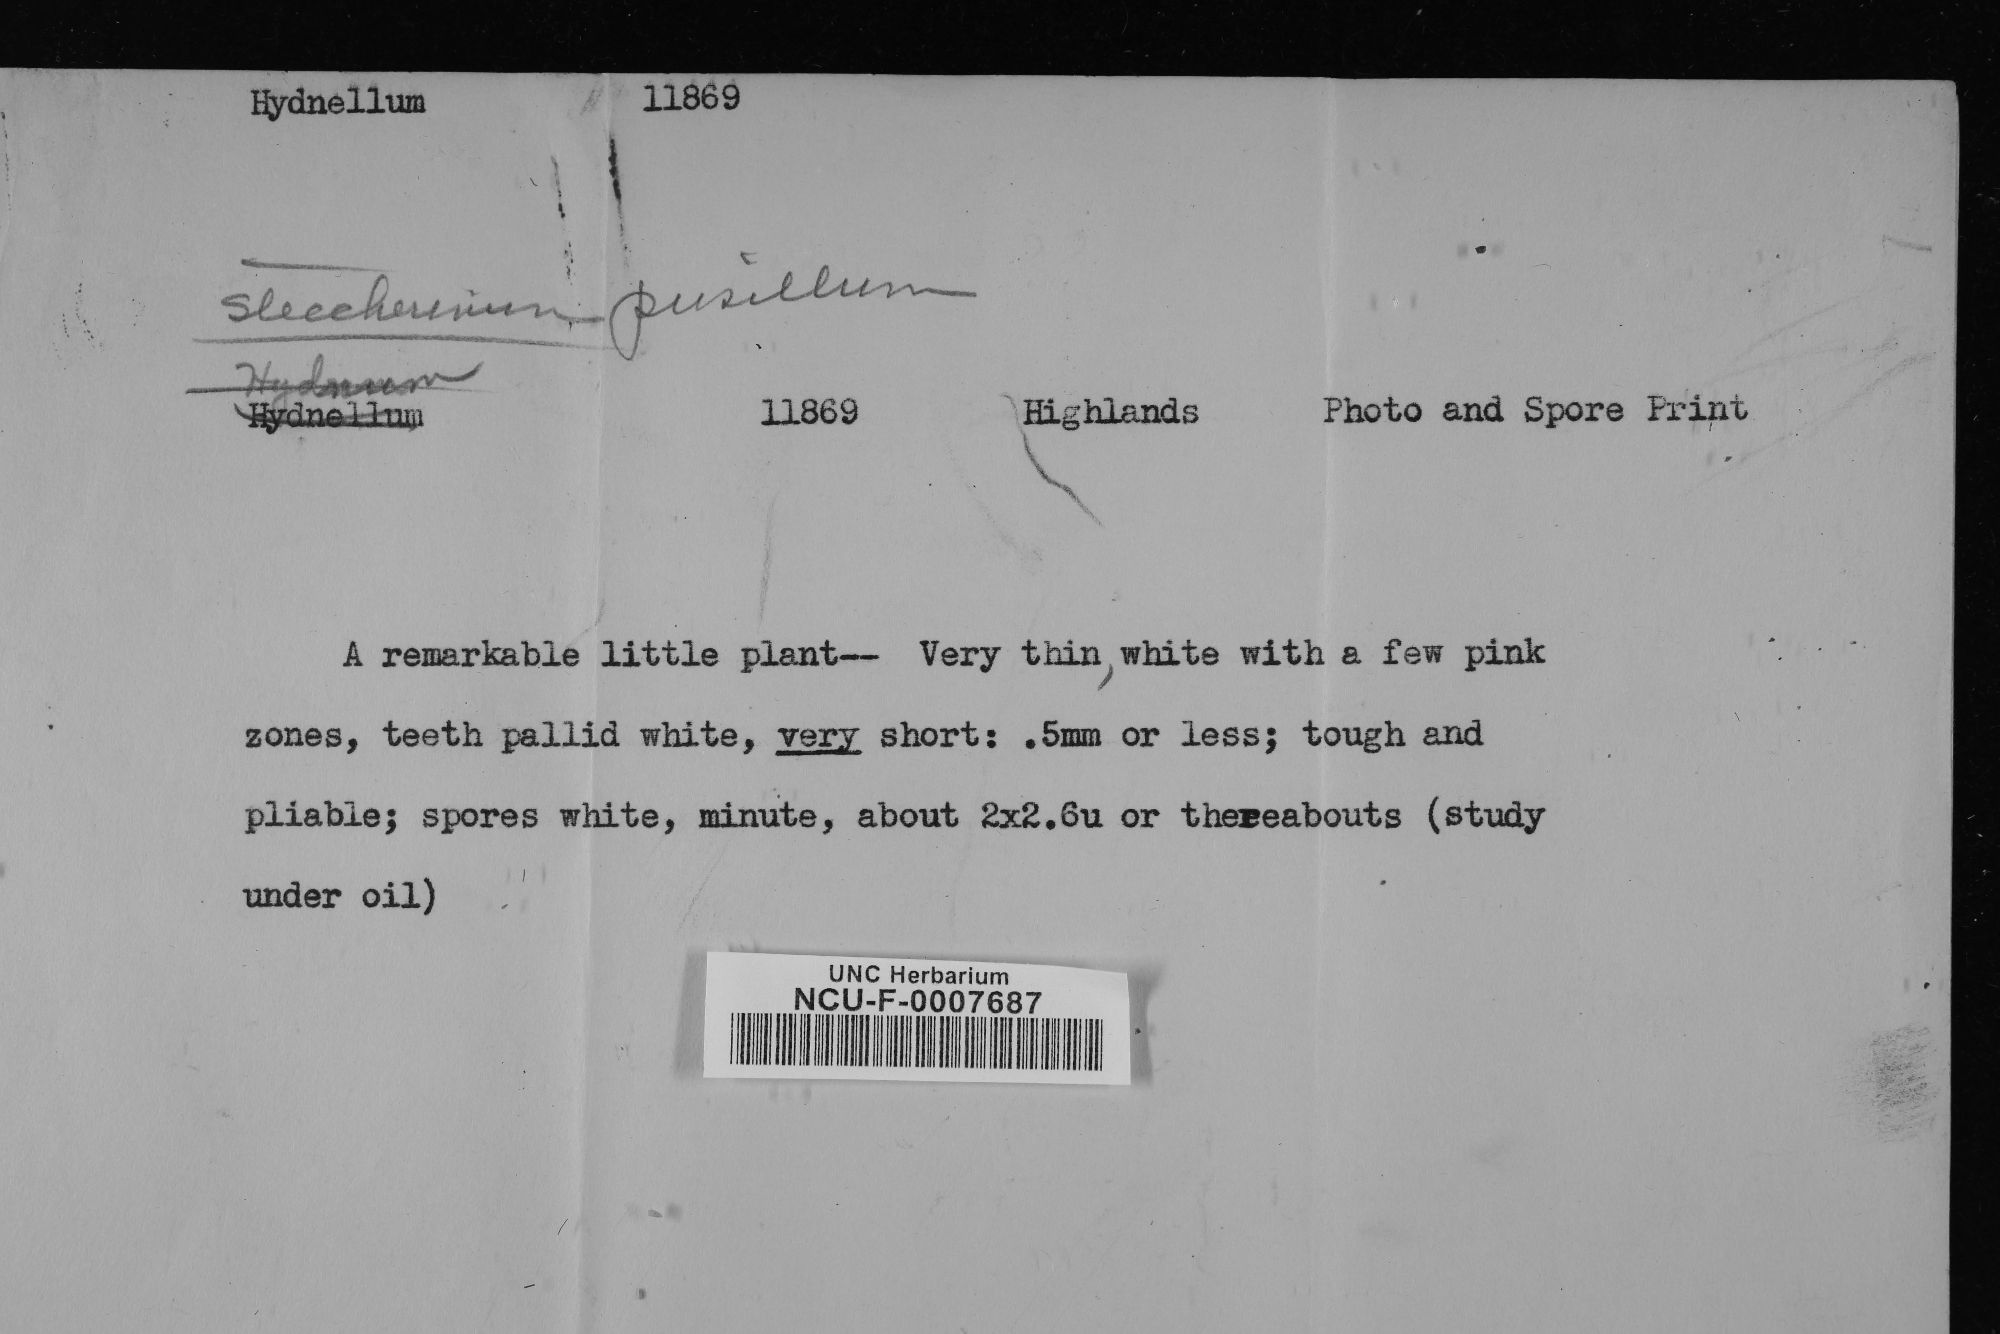 Hydnellum 11869
Steccherinum pusillum
Hydnum
Hydnellum 11869 Highlands Photo and Spore Print
A remarkable little plant-- Very thin, white with a few pink
zones, teeth pallid white, very short: .5mm or less; tough and
pliable; spores white, minute, about 2x2.6u or thereabouts (study
under oil)
UNC Herbarium
NCU-F-0007687